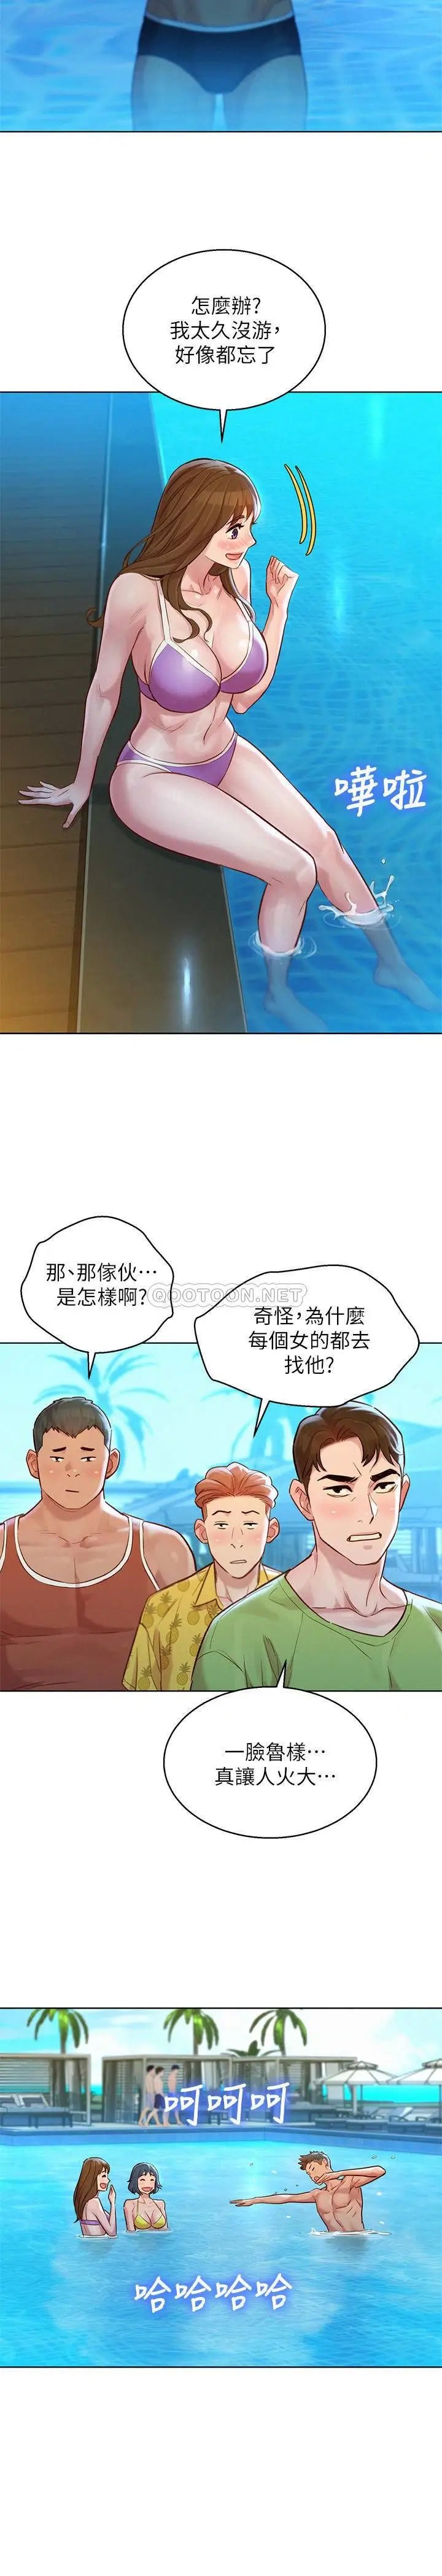 怎麼辦?
我太久沒游,
好像都忘了
嘩啦
那、那傢伙…
是怎樣啊?
QOOTOON.NET
奇怪,為什麼
每個女的都去
找他?
一臉魯樣…
真讓人火大…
呵呵呵
哈哈哈哈